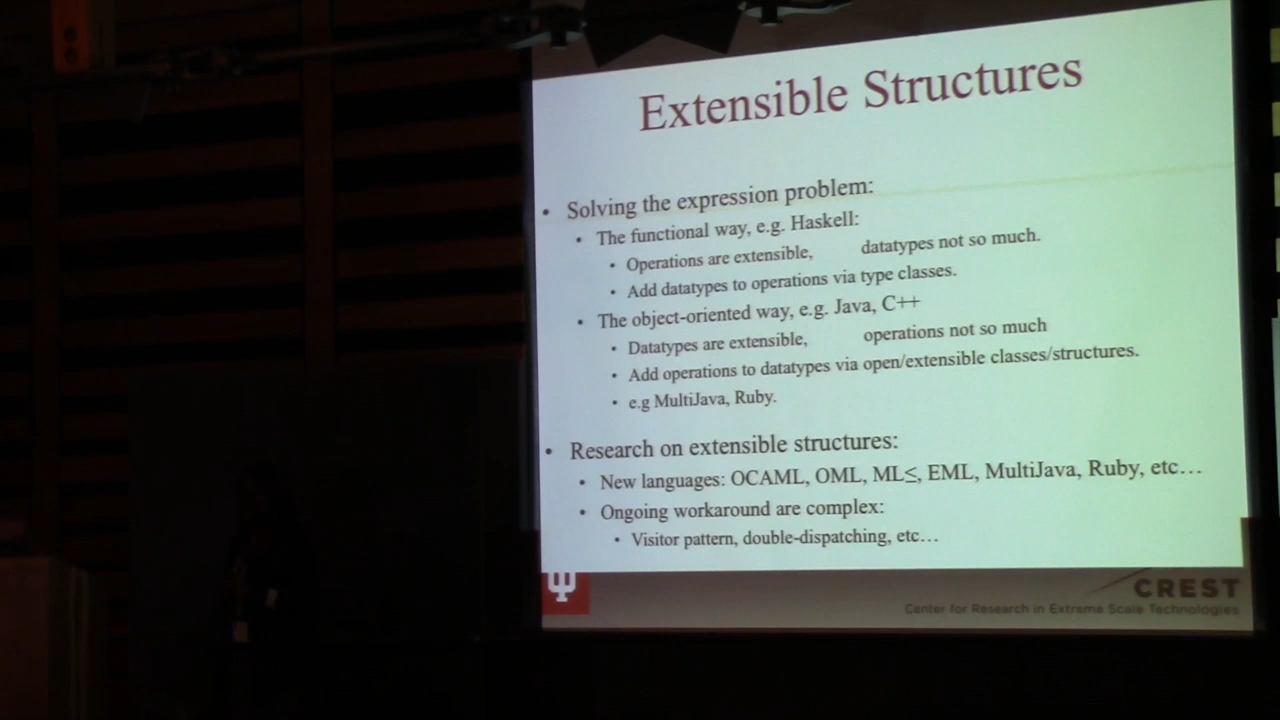 Extensible Structures
• Solving the expression problem:
• The functional way, e.g. Haskell:
• Operations are extensible, datatypes not so much.
• Add datatypes to operations via type classes.
• The object-oriented way, e.g. Java, C++
• Datatypes are extensible, operations not so much
• Add operations to datatypes via open/extensible classes/structures.
• e.g MultiJava, Ruby.
• Research on extensible structures:
• New languages: OCAML, OML, ML≤, EML, MultiJava, Ruby, etc…
• Ongoing workaround are complex:
• Visitor pattern, double-dispatching, etc…
CREST
Center for Research in Extreme Scale Technologies